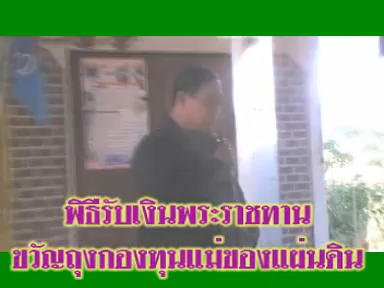 พิธีรับเงินพระราชทาน
ขวัญถุงกองทุนแม่ของแผ่นดิน